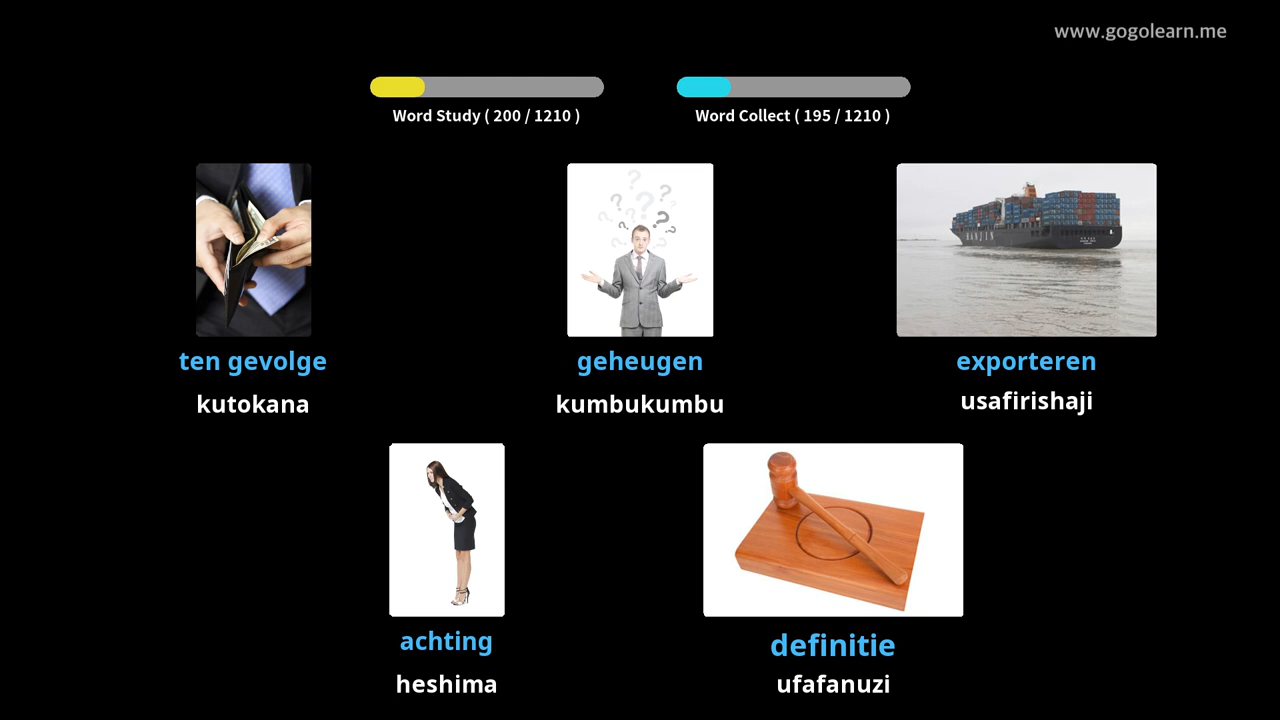 www.gogolearn.me
Word Study ( 200 / 1210 )
Word Collect ( 195 / 1210 )
ten gevolge
kutokana
geheugen
kumbukumbu
HANJIN
exporteren
usafirishaji
achting
heshima
definitie
ufafanuzi